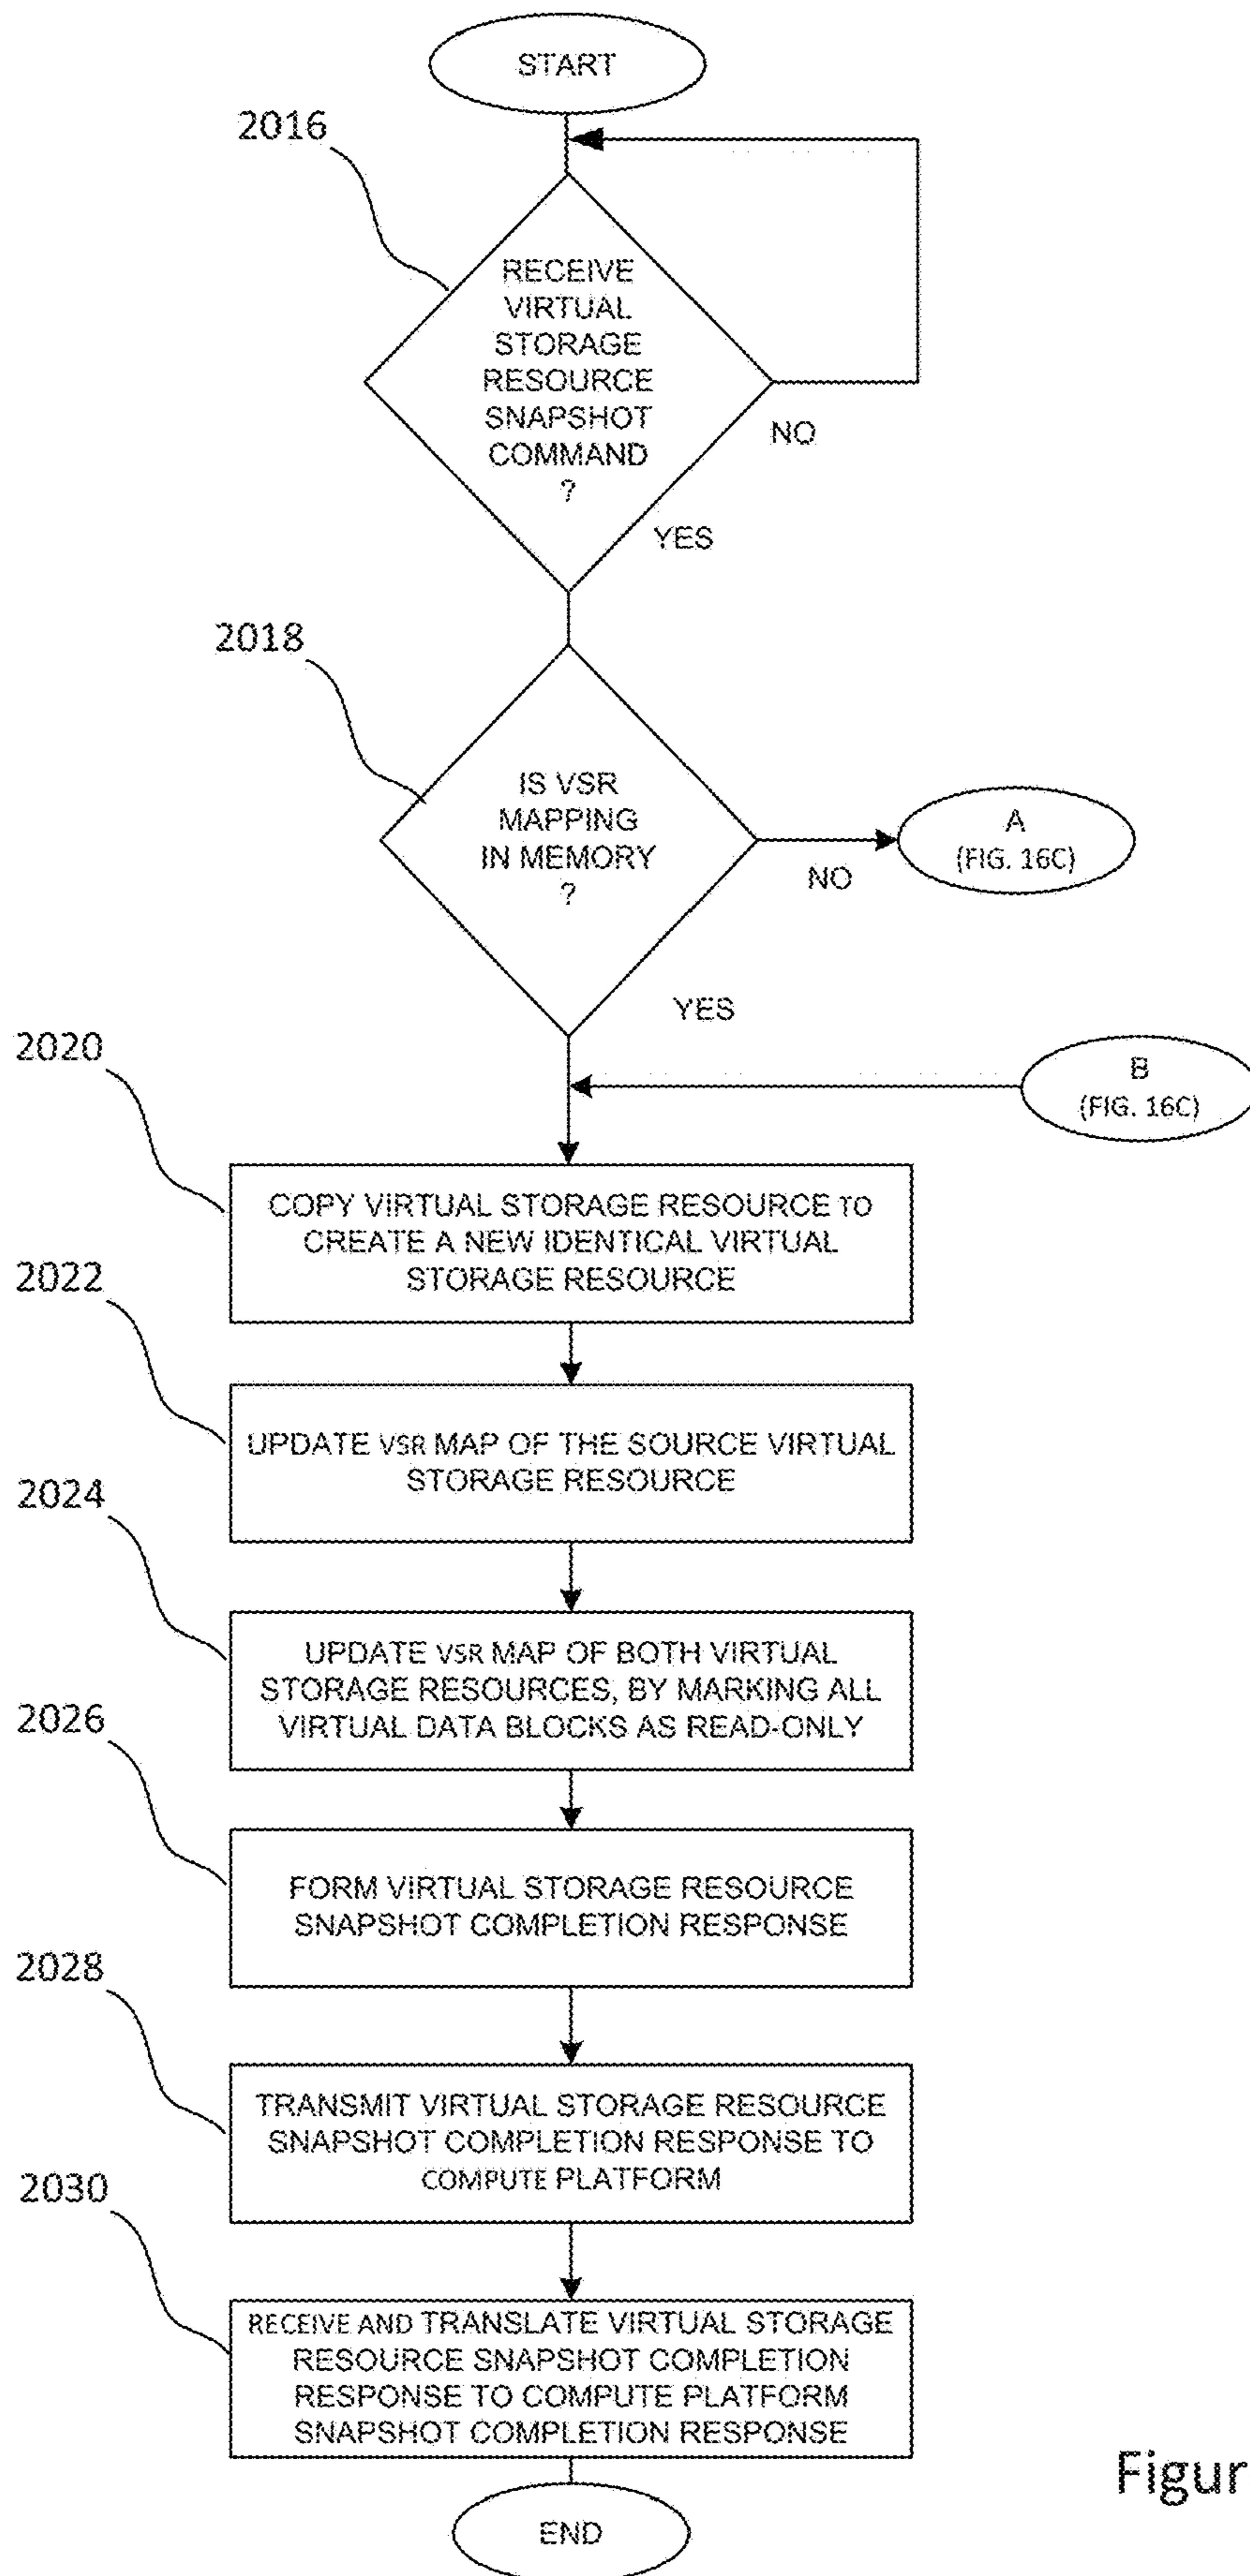 START
2016
RECEIVE
VIRTUAL
STORAGE
RESOURCE
SNAPSHOT
COMMAND
?
NO
YES
2018
IS VSR
MAPPING
IN MEMORY
?
NO
A
(FIG. 16C)
YES
B
(FIG. 16C)
2020
COPY VIRTUAL STORAGE RESOURCE TO
CREATE A NEW IDENTICAL VIRTUAL
STORAGE RESOURCE
2022
UPDATE VSR MAP OF THE SOURCE VIRTUAL
STORAGE RESOURCE
2024
UPDATE VSR MAP OF BOTH VIRTUAL
STORAGE RESOURCES, BY MARKING ALL
VIRTUAL DATA BLOCKS AS READ-ONLY
2026
FORM VIRTUAL STORAGE RESOURCE
SNAPSHOT COMPLETION RESPONSE
2028
TRANSMIT VIRTUAL STORAGE RESOURCE
SNAPSHOT COMPLETION RESPONSE TO
COMPUTE PLATFORM
2030
RECEIVE AND TRANSLATE VIRTUAL STORAGE
RESOURCE SNAPSHOT COMPLETION
RESPONSE TO COMPUTE PLATFORM
SNAPSHOT COMPLETION RESPONSE
Figur
END